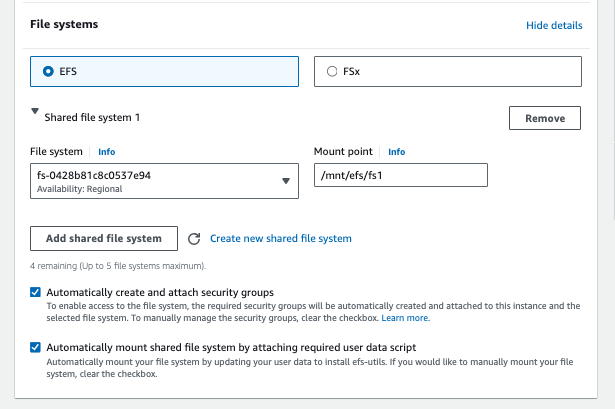 File systems
Hide details
EFS
FSx
Shared file system 1
Remove
File system
Info
Mount point
Info
fs-0428b81c8c0537e94
Availability: Regional
/mnt/efs/fs1
Add shared file system
Create new shared file system
4 remaining (Up to 5 file systems maximum).
Automatically create and attach security groups
To enable access to the file system, the required security groups will be automatically created and attached to this instance and the
selected file system. To manually manage the security groups, clear the checkbox. Learn more.
Automatically mount shared file system by attaching required user data script
Automatically mount your file system by updating your user data to install efs-utils. If you would like to manually mount your file
system, clear the checkbox.